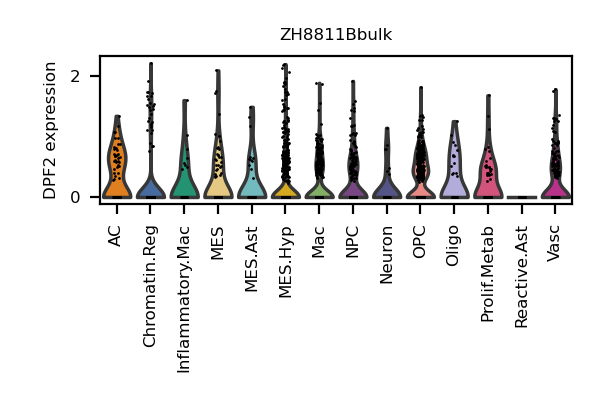 ZH8811Bbulk
DPF2 expression
2
0
AC
Chromatin.Reg
Inflammatory.Mac
MES
MES.Ast
MES.Hyp
Mac
NPC
Neuron
OPC
Oligo
Prolif.Metab
Reactive.Ast
Vasc